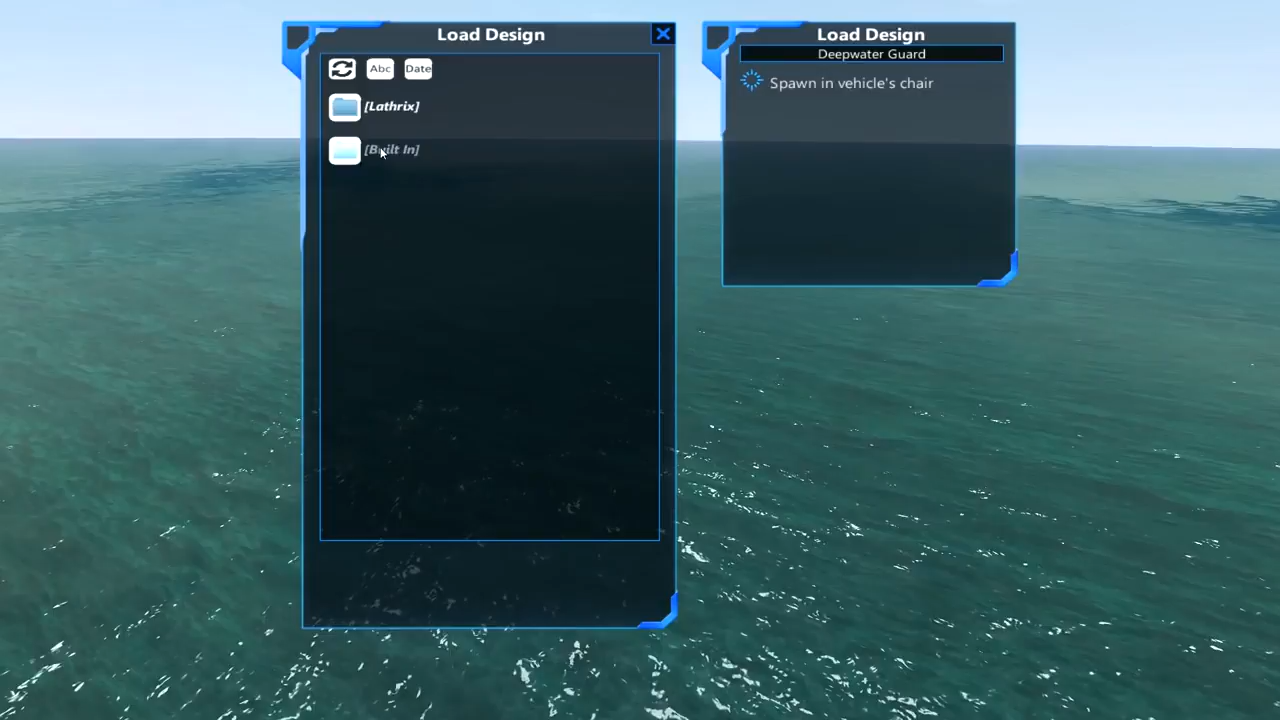 Load Design
Abc Date
[Lathrix]
[Built In]
Load Design
Deepwater Guard
Spawn in vehicle's chair